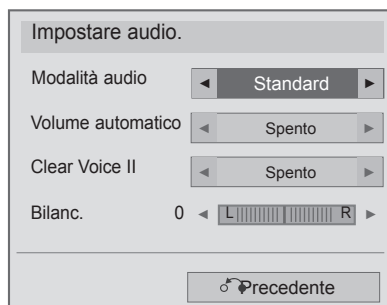 Impostare audio.
Modalità audio ◄ Standard ►
Volume automatico ◄ Spento ►
Clear Voice II ◄ Spento ►
Bilanc. 0 ◄ L R ►
Precedente